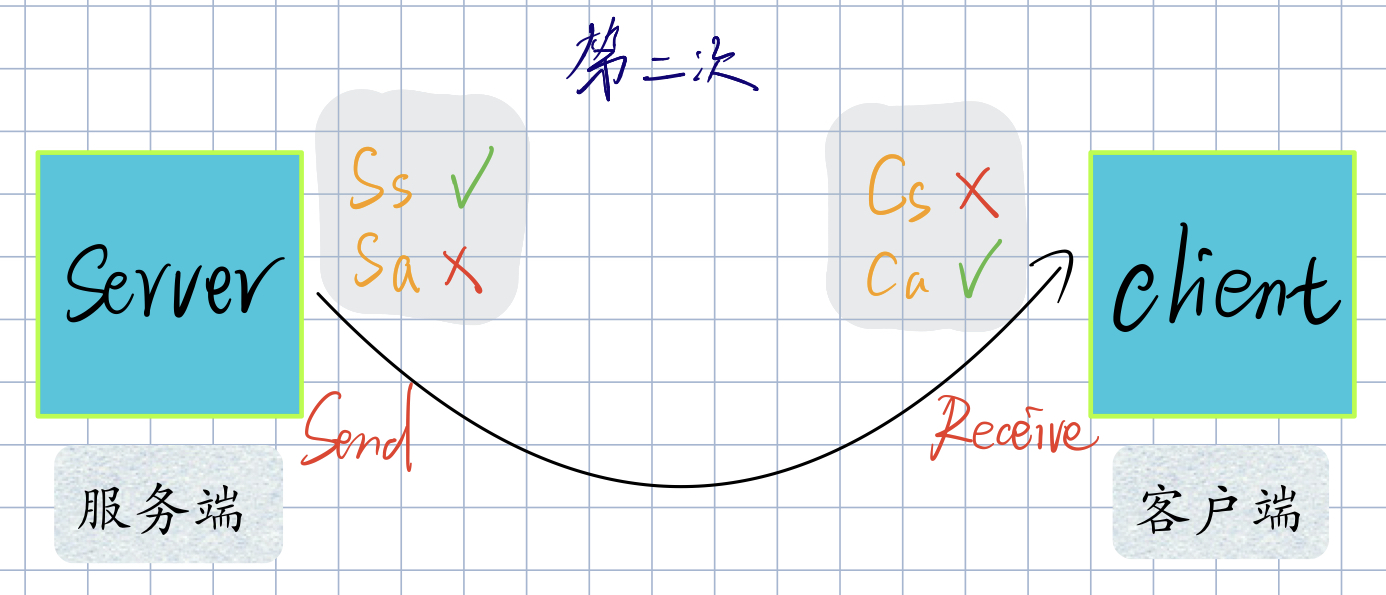 第二次
Ss ✓
Sa ✗
Cs ✗
Ca ✓
Server
client
Send
Receive
服务端
客户端